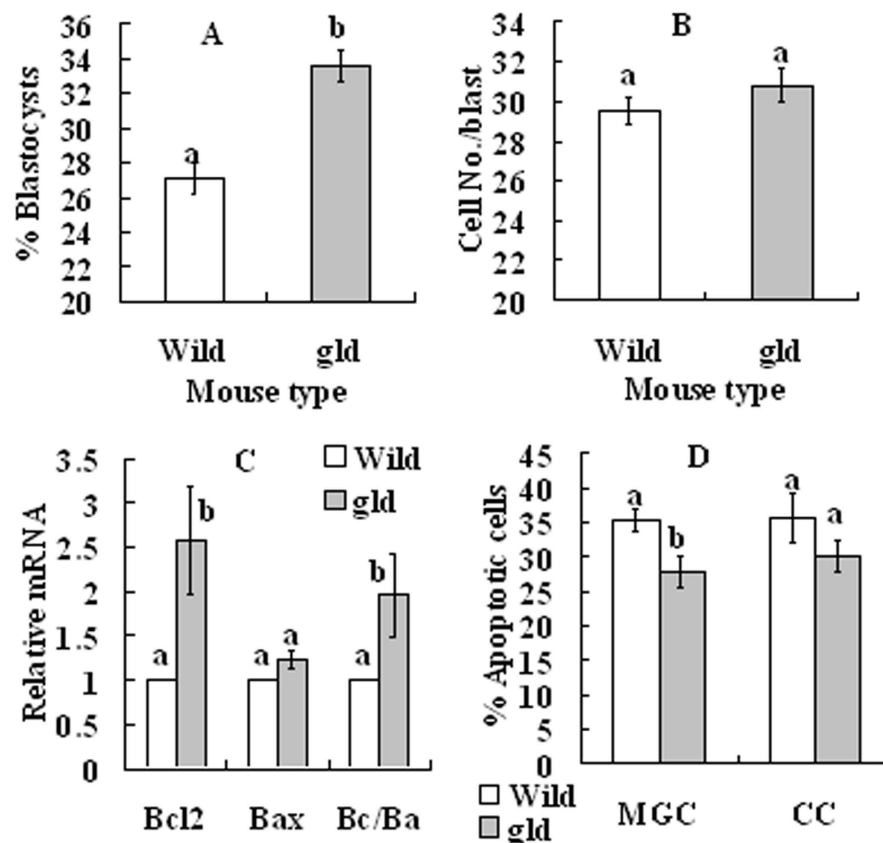 A
% Blastocysts
36
34
32
30
28
26
24
22
20
a
b
Wild gld
Mouse type
B
Cell No./blast
36
34
32
30
28
26
24
22
20
a
a
Wild gld
Mouse type
C
Wild
gld
Relative mRNA
3.5
3
2.5
2
1.5
1
0.5
0
a
b
a
a
a
b
Bcl2 Bax Bc/Ba
D
% Apoptotic cells
45
40
35
30
25
20
15
10
5
0
a
b
a
a
Wild
gld
MGC CC